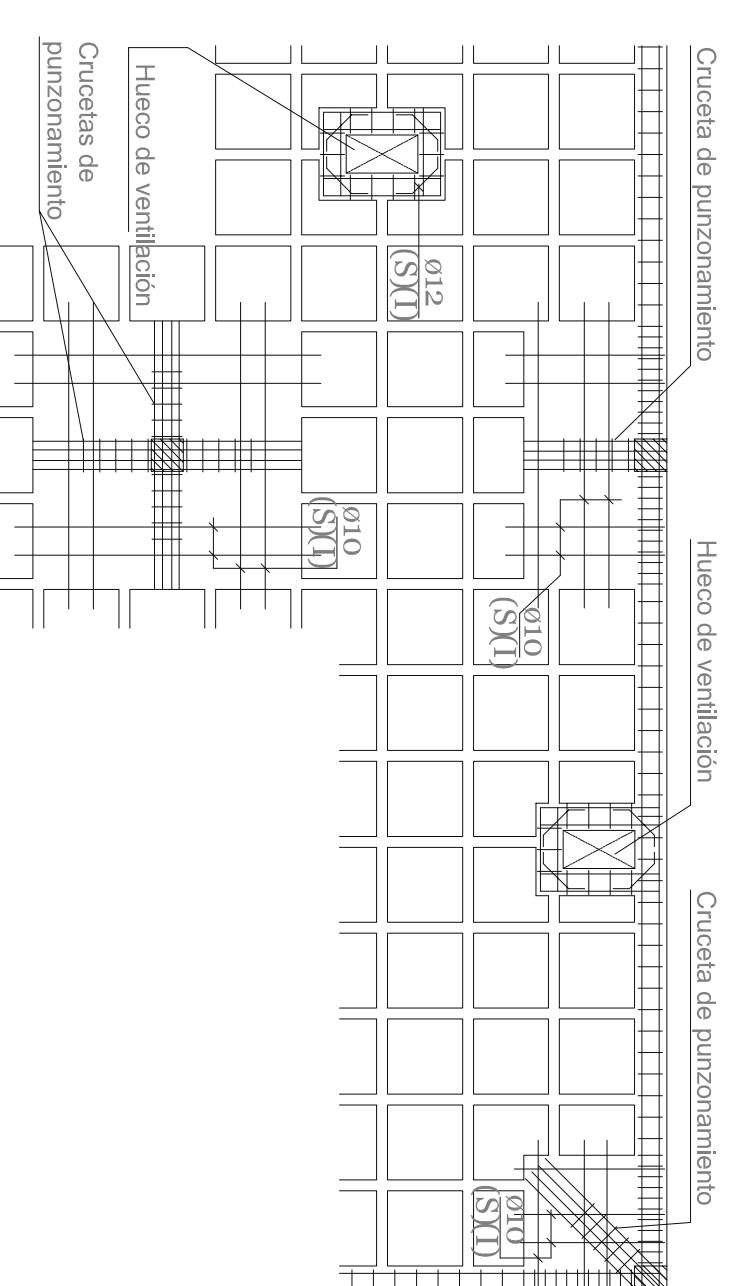 Cruceta de punzonamiento
Hueco de ventilación
Cruceta de punzonamiento
Crucetas de
punzonamiento
Hueco de ventilación
Ø12
(S)(I)
Ø10
(S)(I)
Ø10
(S)(I)
Ø10
(S)(I)